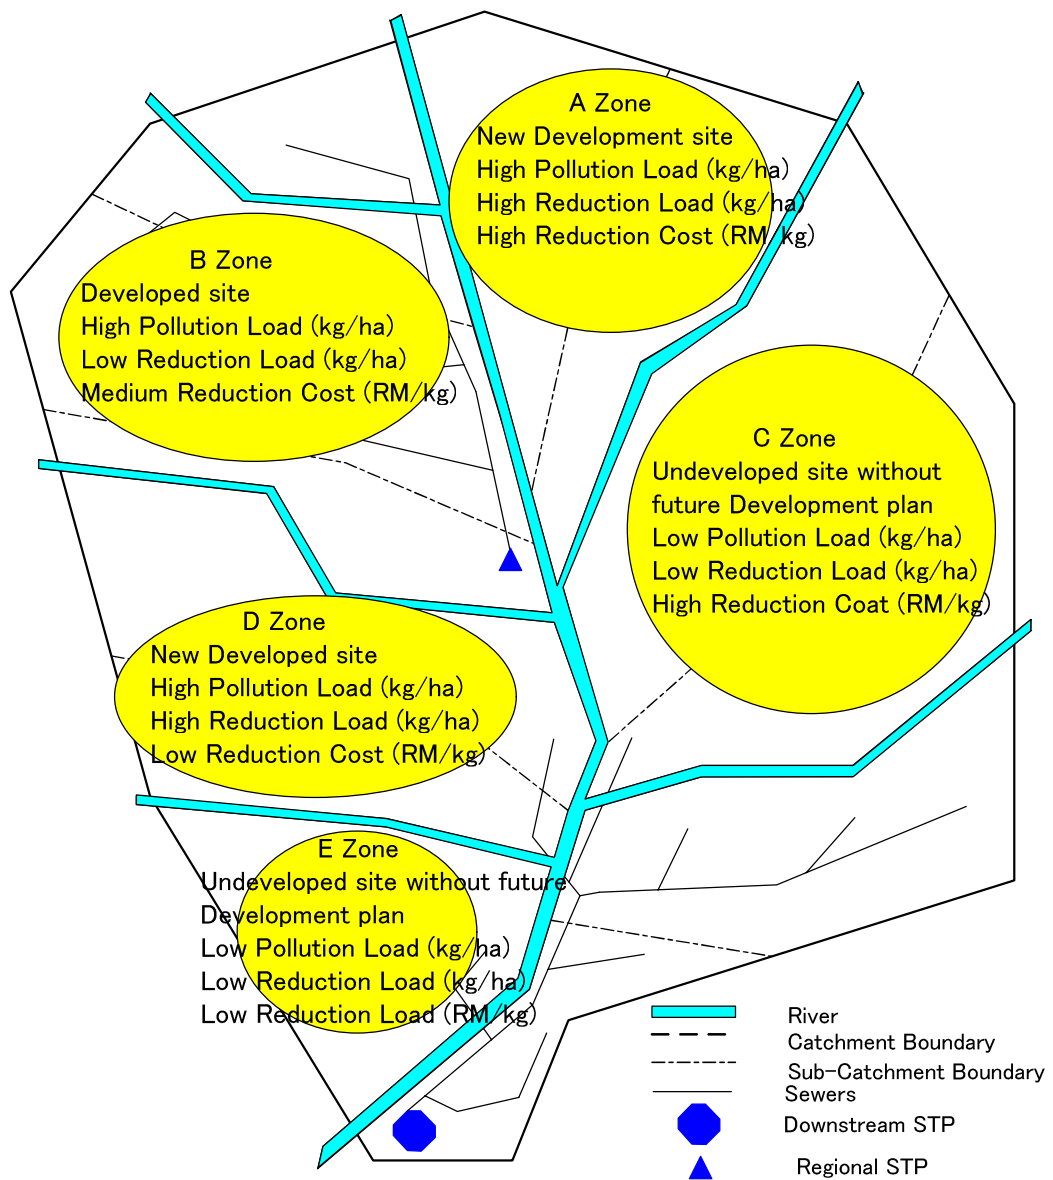 A Zone
New Development site
High Pollution Load (kg/ha)
High Reduction Load (kg/ha)
High Reduction Cost (RM/kg)
B Zone
Developed site
High Pollution Load (kg/ha)
Low Reduction Load (kg/ha)
Medium Reduction Cost (RM/kg)
C Zone
Undeveloped site without
future Development plan
Low Pollution Load (kg/ha)
Low Reduction Load (kg/ha)
High Reduction Coat (RM/kg)
D Zone
New Developed site
High Pollution Load (kg/ha)
High Reduction Load (kg/ha)
Low Reduction Cost (RM/kg)
E Zone
Undeveloped site without future
Development plan
Low Pollution Load (kg/ha)
Low Reduction Load (kg/ha)
Low Reduction Load (RM/kg)
River
Catchment Boundary
Sub-Catchment Boundary
Sewers
Downstream STP
Regional STP